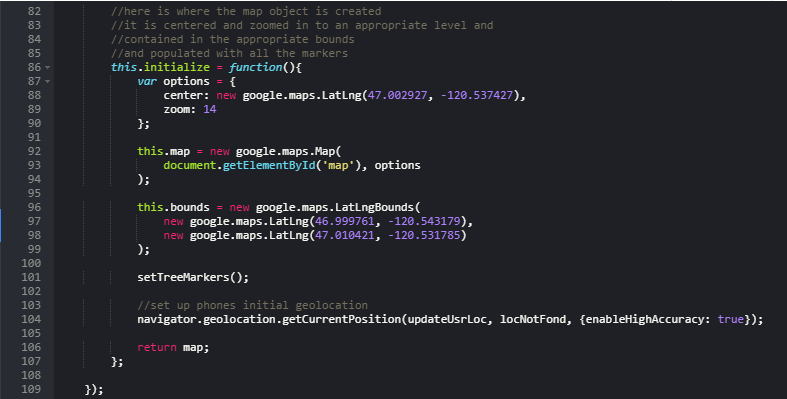 82 //here is where the map object is created
83 //it is centered and zoomed in to an appropriate level and
84 //contained in the appropriate bounds
85 //and populated with all the markers
86 this.initialize = function(){
87 var options = {
88 center: new google.maps.LatLng(47.002927, -120.537427),
89 zoom: 14
90 };
91
92 this.map = new google.maps.Map(
93 document.getElementById('map'), options
94 );
95
96 this.bounds = new google.maps.LatLngBounds(
97 new google.maps.LatLng(46.999761, -120.543179),
98 new google.maps.LatLng(47.010421, -120.531785)
99 );
100
101 setTreeMarkers();
102
103 //set up phones initial geolocation
104 navigator.geolocation.getCurrentPosition(updateUsrLoc, locNotFond, {enableHighAccuracy: true});
105
106 return map;
107 };
108
109 });